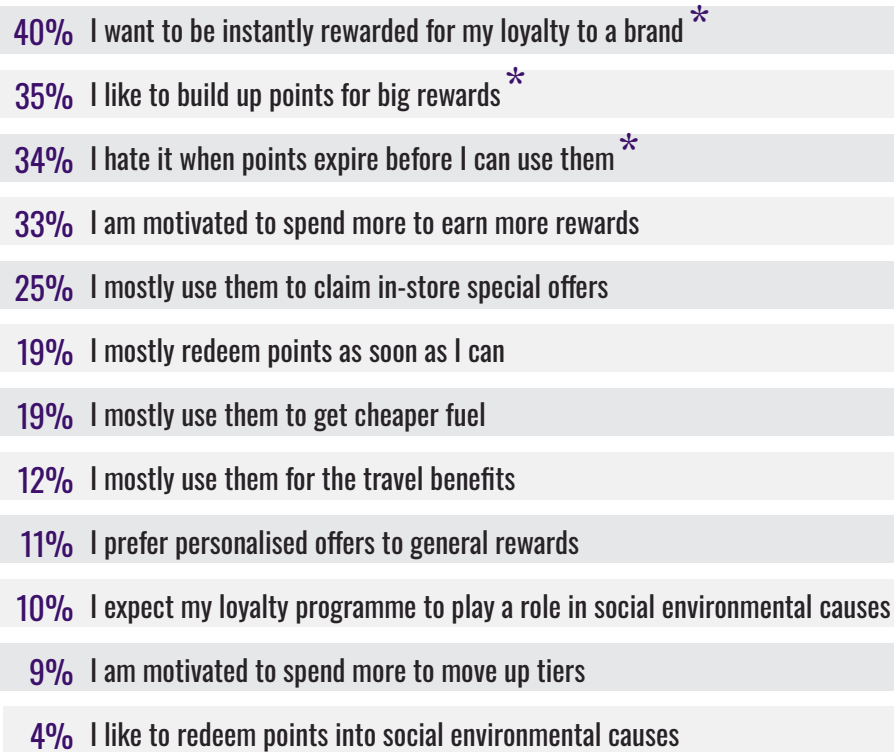 40% I want to be instantly rewarded for my loyalty to a brand *
35% I like to build up points for big rewards *
34% I hate it when points expire before I can use them *
33% I am motivated to spend more to earn more rewards
25% I mostly use them to claim in-store special offers
19% I mostly redeem points as soon as I can
19% I mostly use them to get cheaper fuel
12% I mostly use them for the travel benefits
11% I prefer personalised offers to general rewards
10% I expect my loyalty programme to play a role in social environmental causes
9% I am motivated to spend more to move up tiers
4% I like to redeem points into social environmental causes